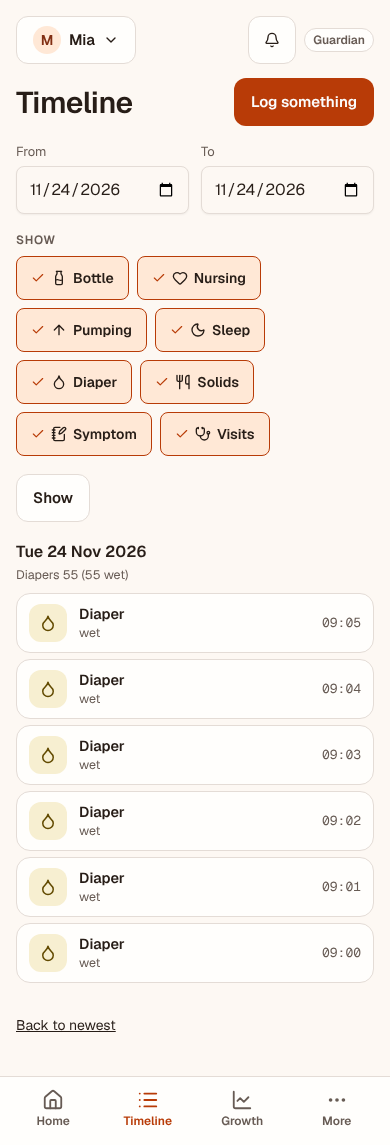 M Mia
Guardian
Timeline
Log something
From
To
11/24/2026
11/24/2026
SHOW
Bottle
Nursing
Pumping
Sleep
Diaper
Solids
Symptom
Visits
Show
Tue 24 Nov 2026
Diapers 55 (55 wet)
Diaper
wet
09:05
Diaper
wet
09:04
Diaper
wet
09:03
Diaper
wet
09:02
Diaper
wet
09:01
Diaper
wet
09:00
Back to newest
Home
Timeline
Growth
More